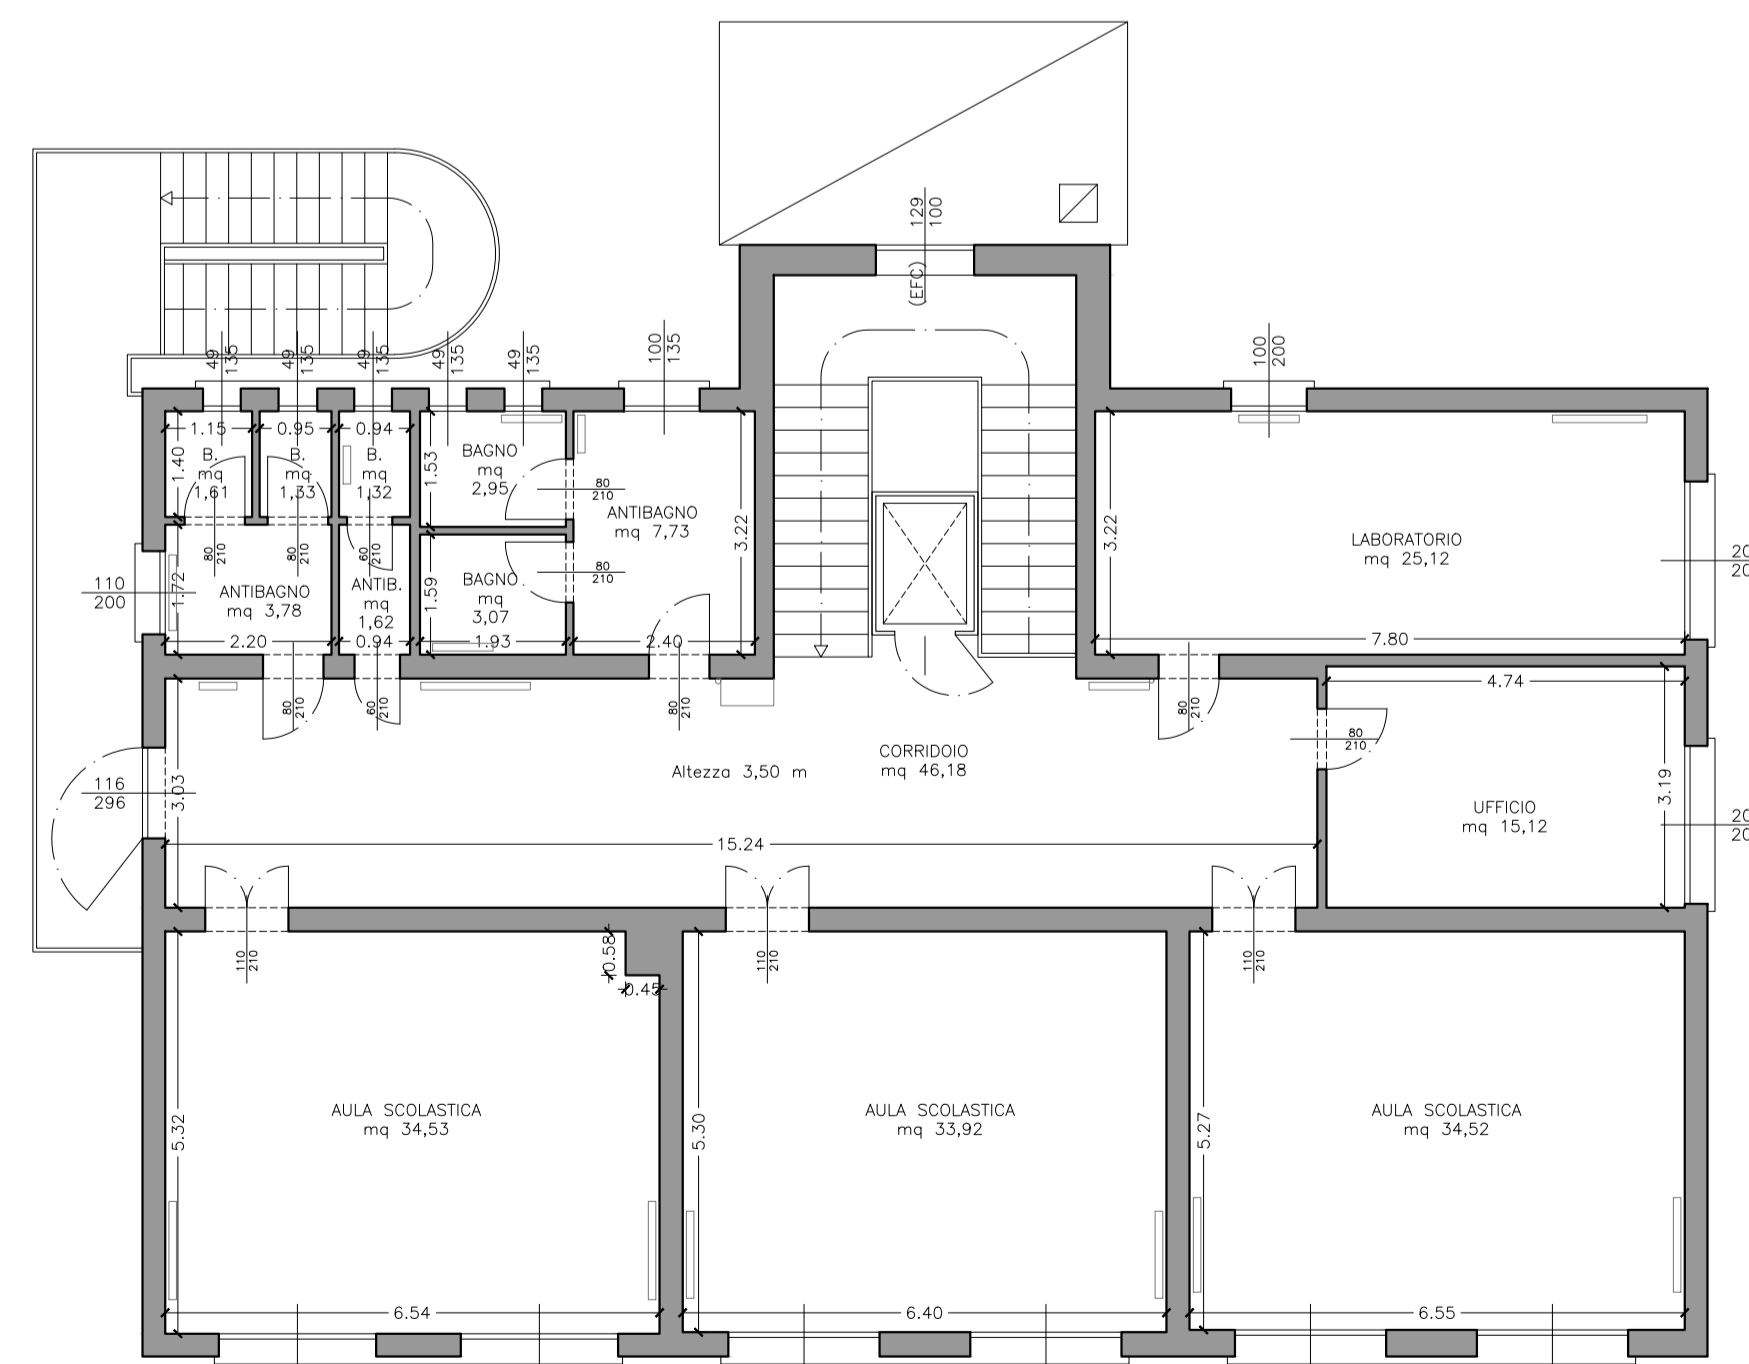 129
100
(EFC)
49
135
49
135
49
135
49
135
49
135
100
135
100
200
1.15
0.95
0.94
1.40
B.
mq
1,61
B.
mq
1,33
B.
mq
1,32
1.53
BAGNO
mq
2,95
80
210
ANTIBAGNO
mq 7,73
3.22
3.22
LABORATORIO
mq 25,12
80
210
80
210
60
210
110
200
1.72
ANTIBAGNO
mq 3,78
ANTIB.
mq
1,62
1.59
BAGNO
mq
3,07
80
210
2.20
0.94
1.93
2.40
7.80
80
210
60
210
80
210
80
210
4.74
80
210
116
296
3.03
Altezza 3,50 m
CORRIDOIO
mq 46,18
3.19
UFFICIO
mq 15,12
15.24
110
210
0.58
0.45
110
210
110
210
5.32
AULA SCOLASTICA
mq 34,53
5.30
AULA SCOLASTICA
mq 33,92
5.27
AULA SCOLASTICA
mq 34,52
6.54
6.40
6.55